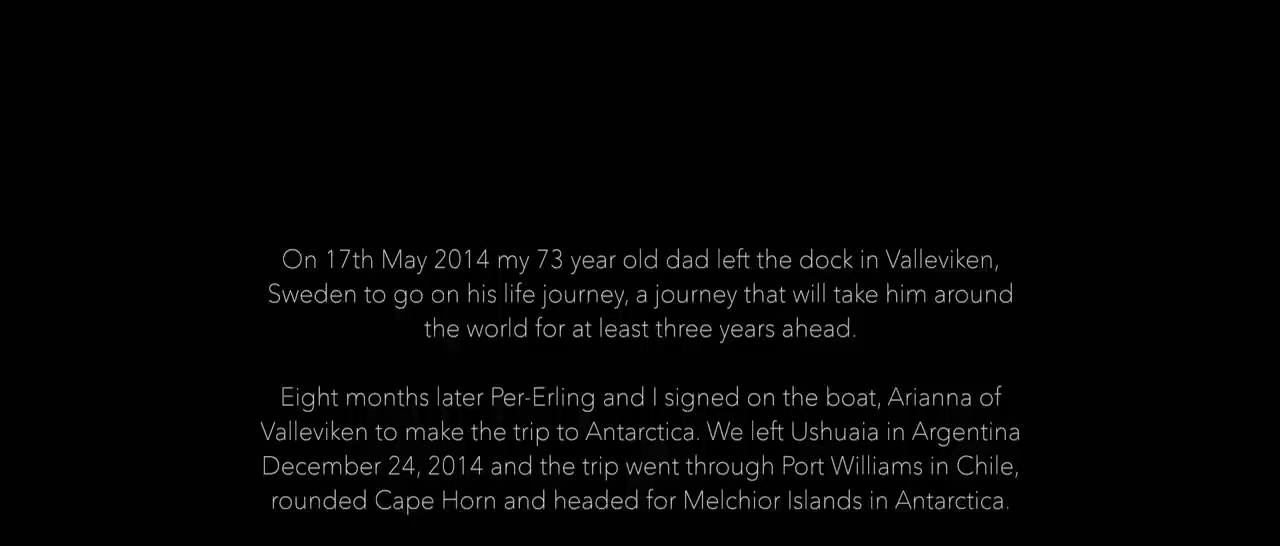 On 17th May 2014 my 73 year old dad left the dock in Valleviken,
Sweden to go on his life journey, a journey that will take him around
the world for at least three years ahead.
Eight months later Per-Erling and I signed on the boat, Arianna of
Valleviken to make the trip to Antarctica. We left Ushuaia in Argentina
December 24, 2014 and the trip went through Port Williams in Chile,
rounded Cape Horn and headed for Melchior Islands in Antarctica.